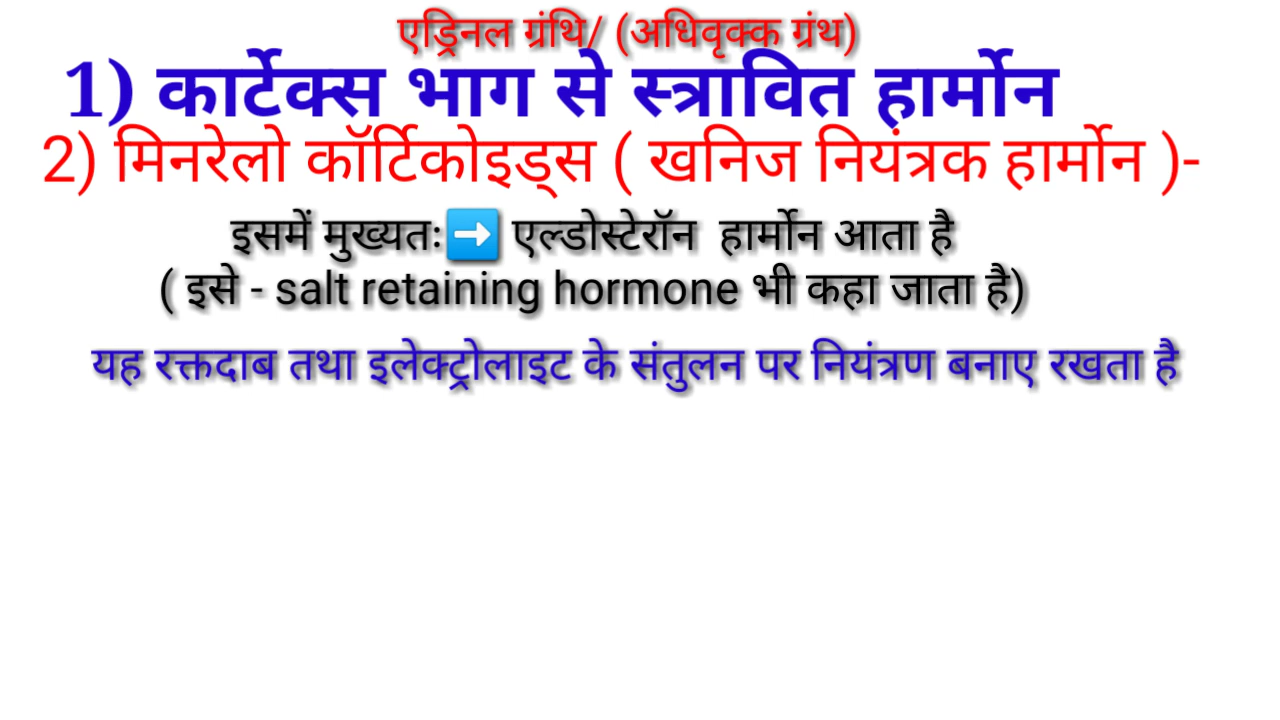 एड्रिनल ग्रंथि/ (अधिवृक्क ग्रंथ)
1) कार्टेक्स भाग से स्त्रावित हार्मोन
2) मिनरेलो कॉर्टिकोइड्स ( खनिज नियंत्रक हार्मोन )-
इसमें मुख्यतः➡ एल्डोस्टेरॉन हार्मोन आता है
( इसे - salt retaining hormone भी कहा जाता है)
यह रक्तदाब तथा इलेक्ट्रोलाइट के संतुलन पर नियंत्रण बनाए रखता है